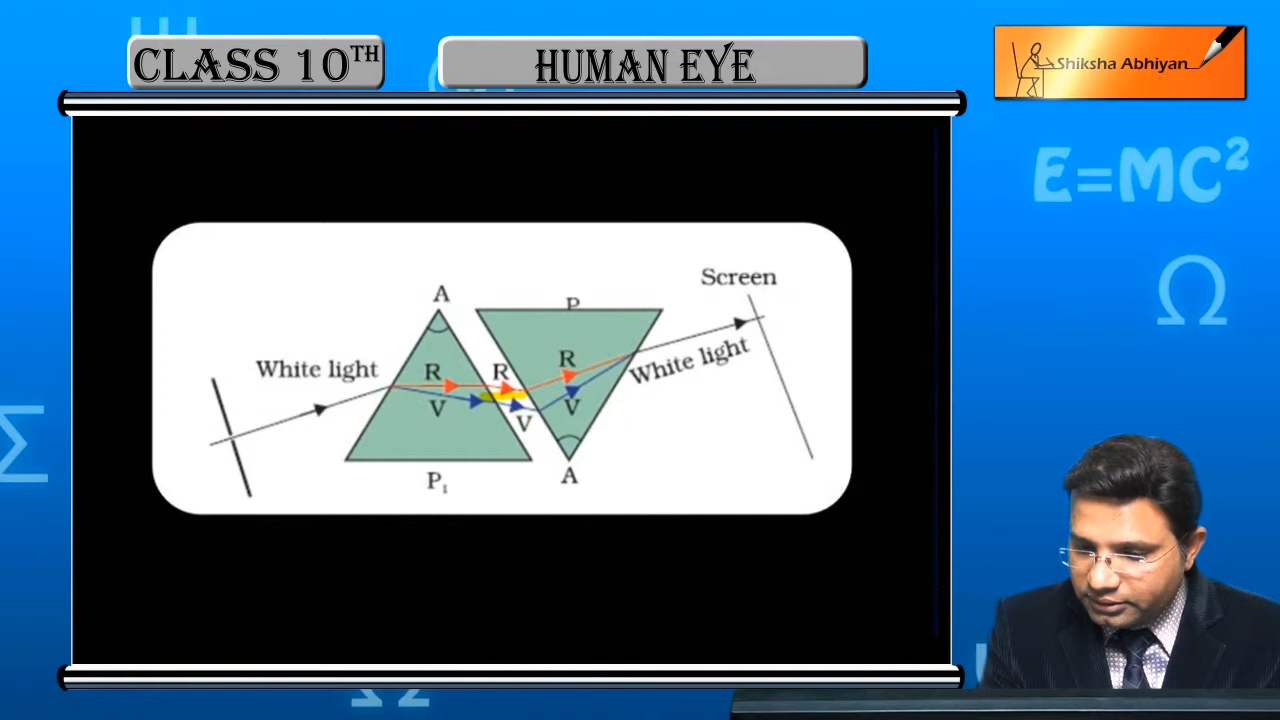 CLASS 10TH
HUMAN EYE
Shiksha Abhiyan
E=MC²
Ω
Σ
Screen
A
P
White light
R
R
R
White light
V
V
V
P₁
A